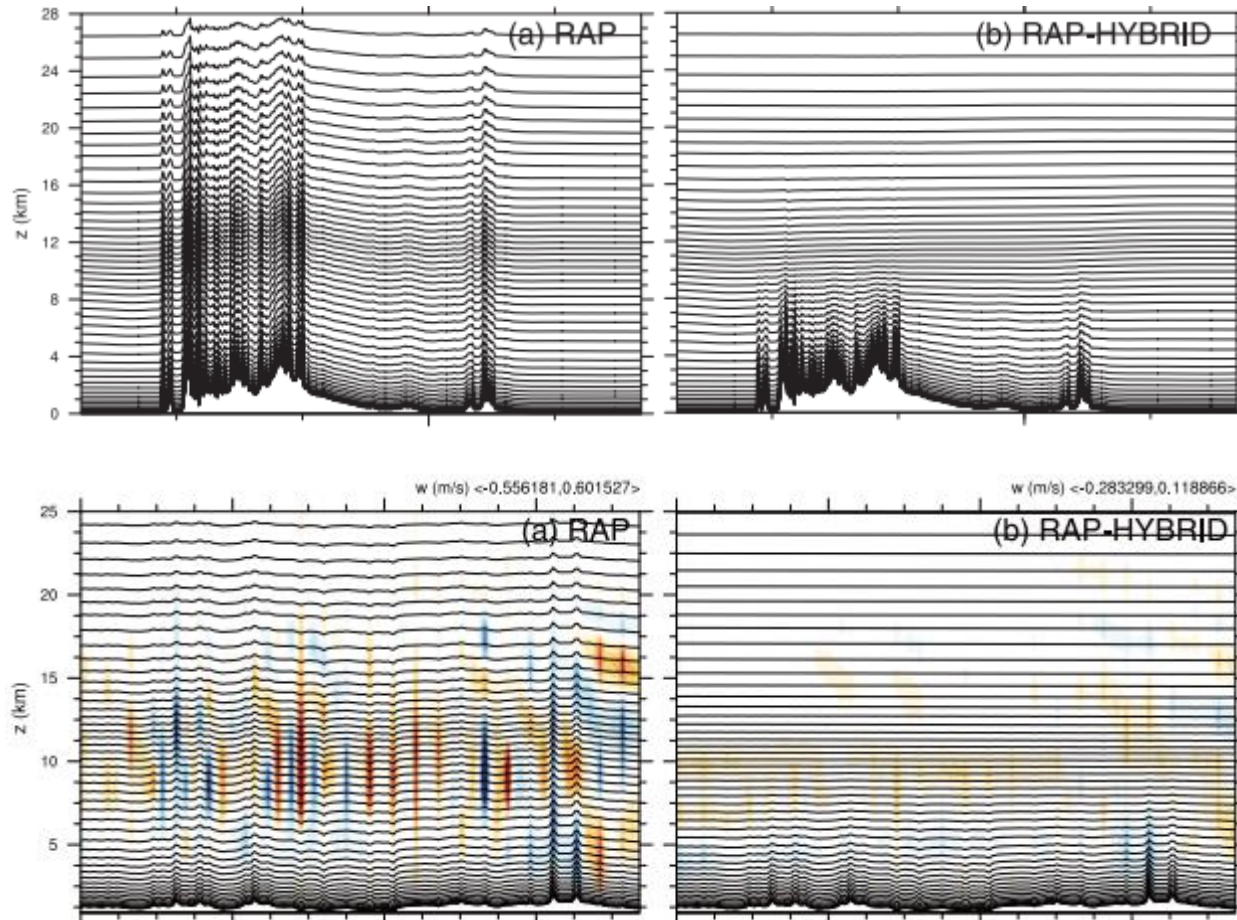 28
24
20
16
12
8
4
0
z (km)
(a) RAP
(b) RAP-HYBRID
w (m/s) <-0.556181,0.601527>
w (m/s) <-0.283299,0.118866>
25
20
15
10
5
z (km)
(a) RAP
(b) RAP-HYBRID